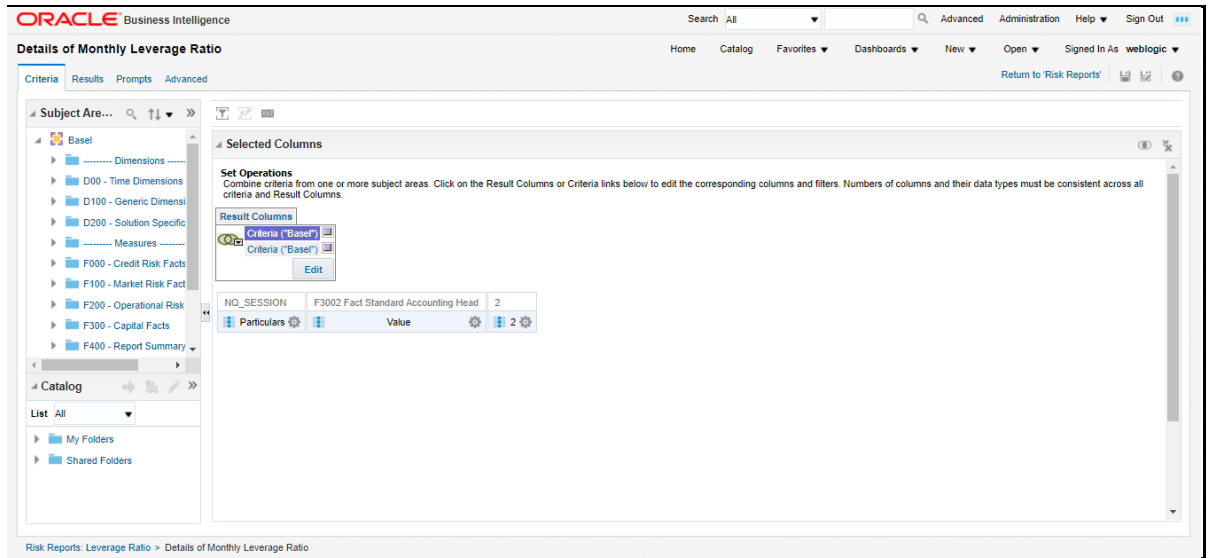 ORACLE Business Intelligence
Search All Advanced Administration Help Sign Out
Details of Monthly Leverage Ratio
Home Catalog Favorites Dashboards New Open Signed In As weblogic
Criteria Results Prompts Advanced
Return to 'Risk Reports'
Subject Are...
Basel
--------- Dimensions ------
D00 - Time Dimensions
D100 - Generic Dimensi
D200 - Solution Specific
--------- Measures --------
F000 - Credit Risk Facts
F100 - Market Risk Fact
F200 - Operational Risk
F300 - Capital Facts
F400 - Report Summary
Catalog
List All
My Folders
Shared Folders
Selected Columns
Set Operations
Combine criteria from one or more subject areas. Click on the Result Columns or Criteria links below to edit the corresponding columns and filters. Numbers of columns and their data types must be consistent across all
criteria and Result Columns.
Result Columns
Criteria ("Basel")
Criteria ("Basel")
Edit
NQ_SESSION F3002 Fact Standard Accounting Head 2
Particulars Value 2
Risk Reports: Leverage Ratio > Details of Monthly Leverage Ratio